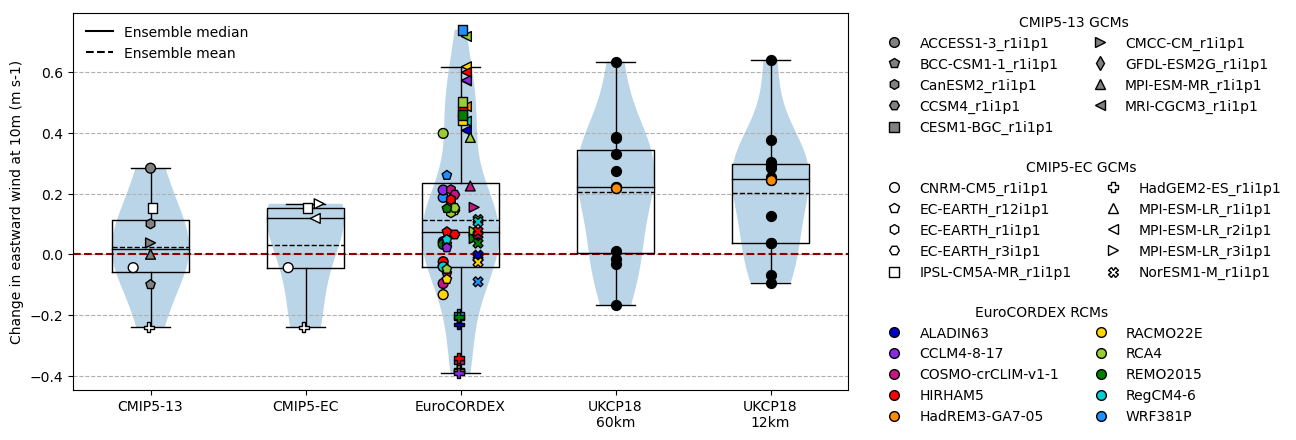 Change in eastward wind at 10m (m s-1)
0.6
0.4
0.2
0.0
−0.2
−0.4
Ensemble median
Ensemble mean
CMIP5-13
CMIP5-EC
EuroCORDEX
UKCP18
60km
UKCP18
12km
CMIP5-13 GCMs
ACCESS1-3_r1i1p1
BCC-CSM1-1_r1i1p1
CanESM2_r1i1p1
CCSM4_r1i1p1
CESM1-BGC_r1i1p1
CMCC-CM_r1i1p1
GFDL-ESM2G_r1i1p1
MPI-ESM-MR_r1i1p1
MRI-CGCM3_r1i1p1
CMIP5-EC GCMs
CNRM-CM5_r1i1p1
EC-EARTH_r12i1p1
EC-EARTH_r1i1p1
EC-EARTH_r3i1p1
IPSL-CM5A-MR_r1i1p1
HadGEM2-ES_r1i1p1
MPI-ESM-LR_r1i1p1
MPI-ESM-LR_r2i1p1
MPI-ESM-LR_r3i1p1
NorESM1-M_r1i1p1
EuroCORDEX RCMs
ALADIN63
CCLM4-8-17
COSMO-crCLIM-v1-1
HIRHAM5
HadREM3-GA7-05
RACMO22E
RCA4
REMO2015
RegCM4-6
WRF381P